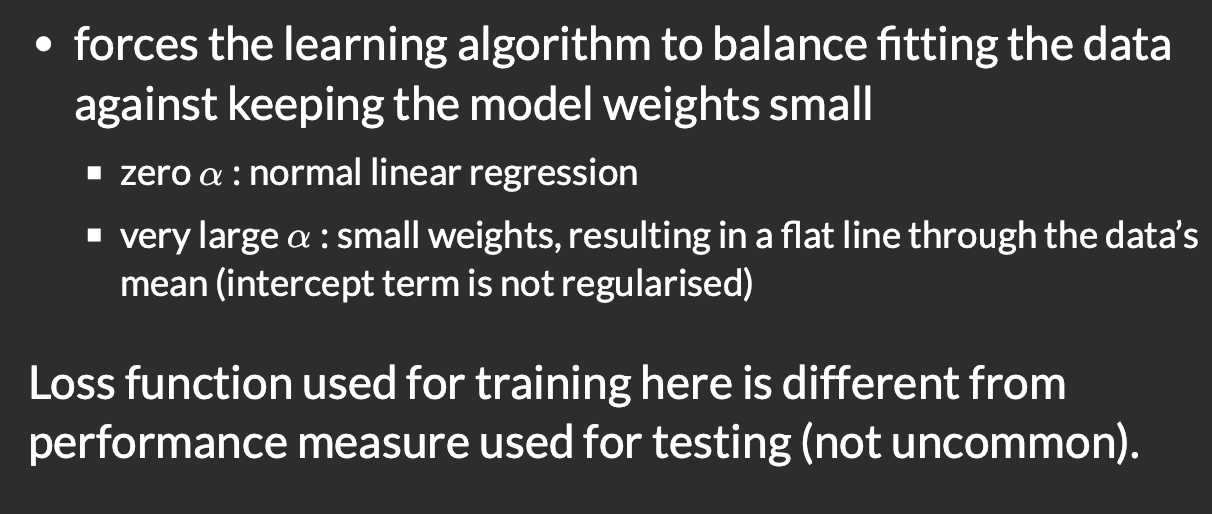 • forces the learning algorithm to balance fitting the data
against keeping the model weights small
▪ zero α : normal linear regression
▪ very large α : small weights, resulting in a flat line through the data’s
mean (intercept term is not regularised)
Loss function used for training here is different from
performance measure used for testing (not uncommon).